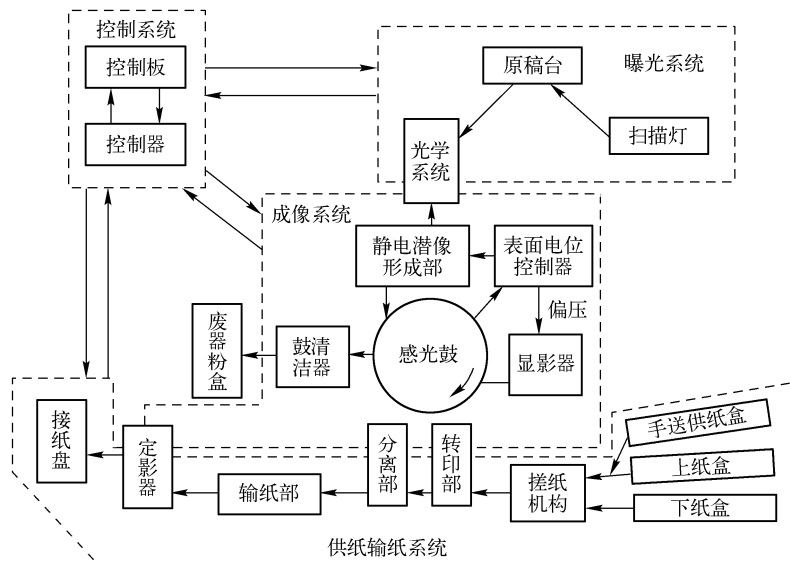 控制系统
控制板
控制器
原稿台
曝光系统
扫描灯
光学
系统
成像系统
静电潜像
形成部
表面电位
控制器
偏压
废器粉盒
鼓清
洁器
感光鼓
显影器
接纸盘
定影器
分离部
转印部
输纸部
搓纸
机构
手送供纸盒
上纸盒
下纸盒
供纸输纸系统